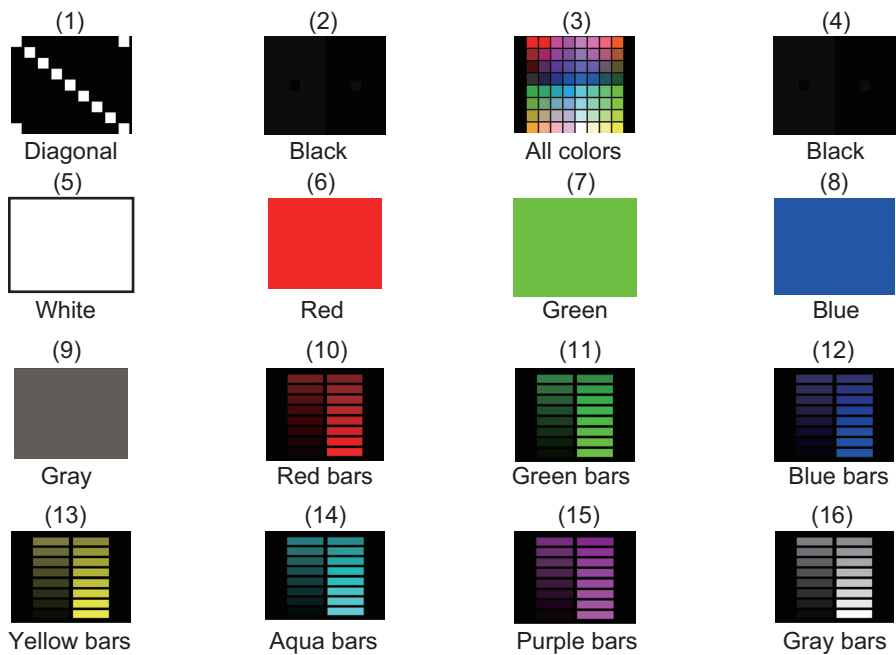 (1) (2) (3) (4)
Diagonal Black All colors Black
(5) (6) (7) (8)
White Red Green Blue
(9) (10) (11) (12)
Gray Red bars Green bars Blue bars
(13) (14) (15) (16)
Yellow bars Aqua bars Purple bars Gray bars